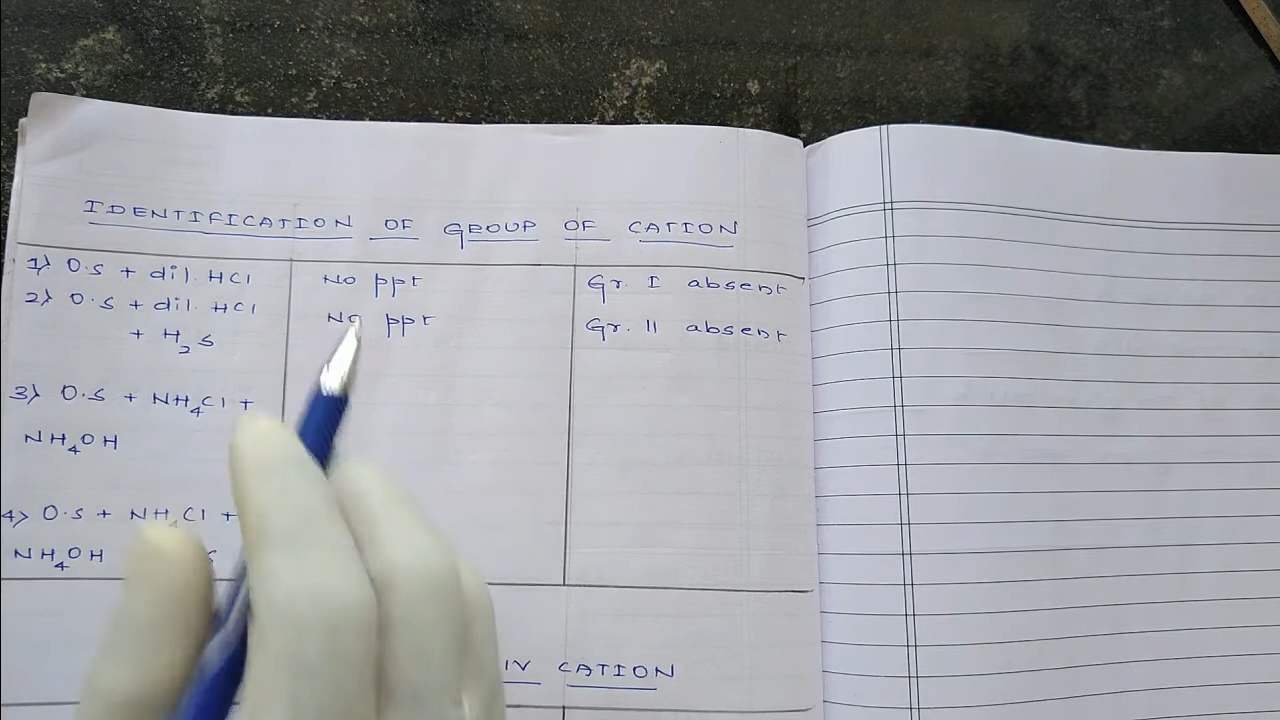 IDENTIFICATION OF GROUP OF CATION
1) O.S + dil. HCl No ppt Gr. I absent
2) O.S + dil. HCl No ppt Gr. II absent
+ H2S
3) O.S + NH4Cl +
NH4OH
4) O.S + NH4Cl +
NH4OH
IV CATION